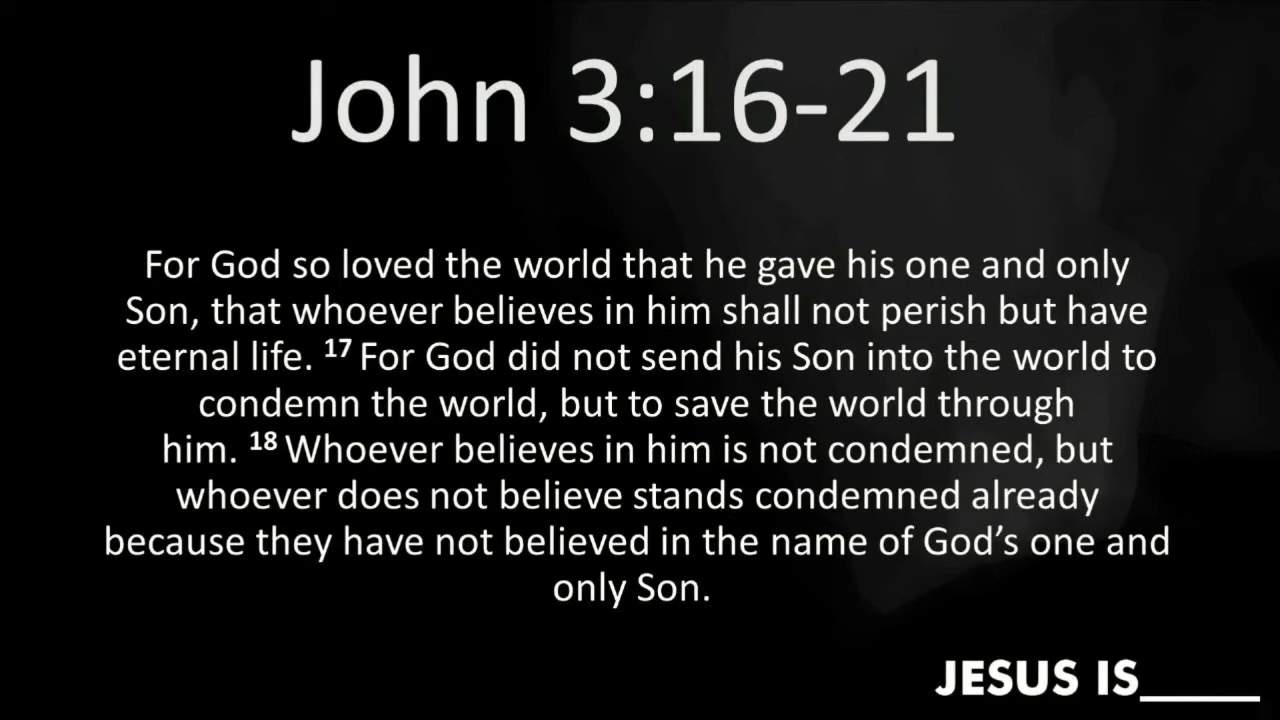 John 3:16-21
For God so loved the world that he gave his one and only
Son, that whoever believes in him shall not perish but have
eternal life. 17 For God did not send his Son into the world to
condemn the world, but to save the world through
him. 18 Whoever believes in him is not condemned, but
whoever does not believe stands condemned already
because they have not believed in the name of God’s one and
only Son.
JESUS IS_____